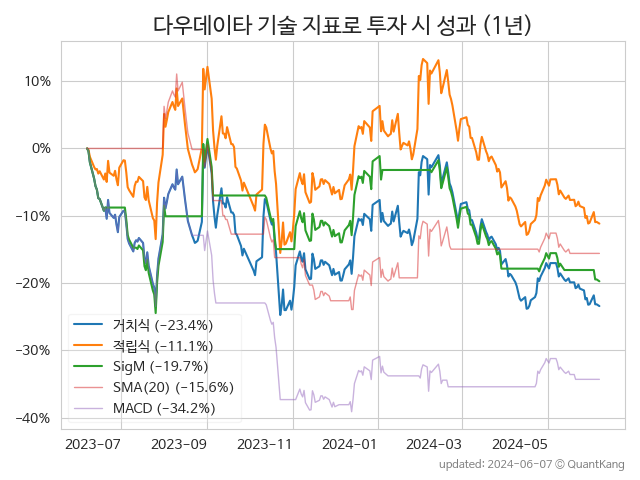 다우데이타 기술 지표로 투자 시 성과 (1년)
10%
0%
−10%
−20%
−30%
−40%
거치식 (−23.4%)
적립식 (−11.1%)
SigM (−19.7%)
SMA(20) (−15.6%)
MACD (−34.2%)
2023-07 2023-09 2023-11 2024-01 2024-03 2024-05
updated: 2024-06-07 © QuantKang